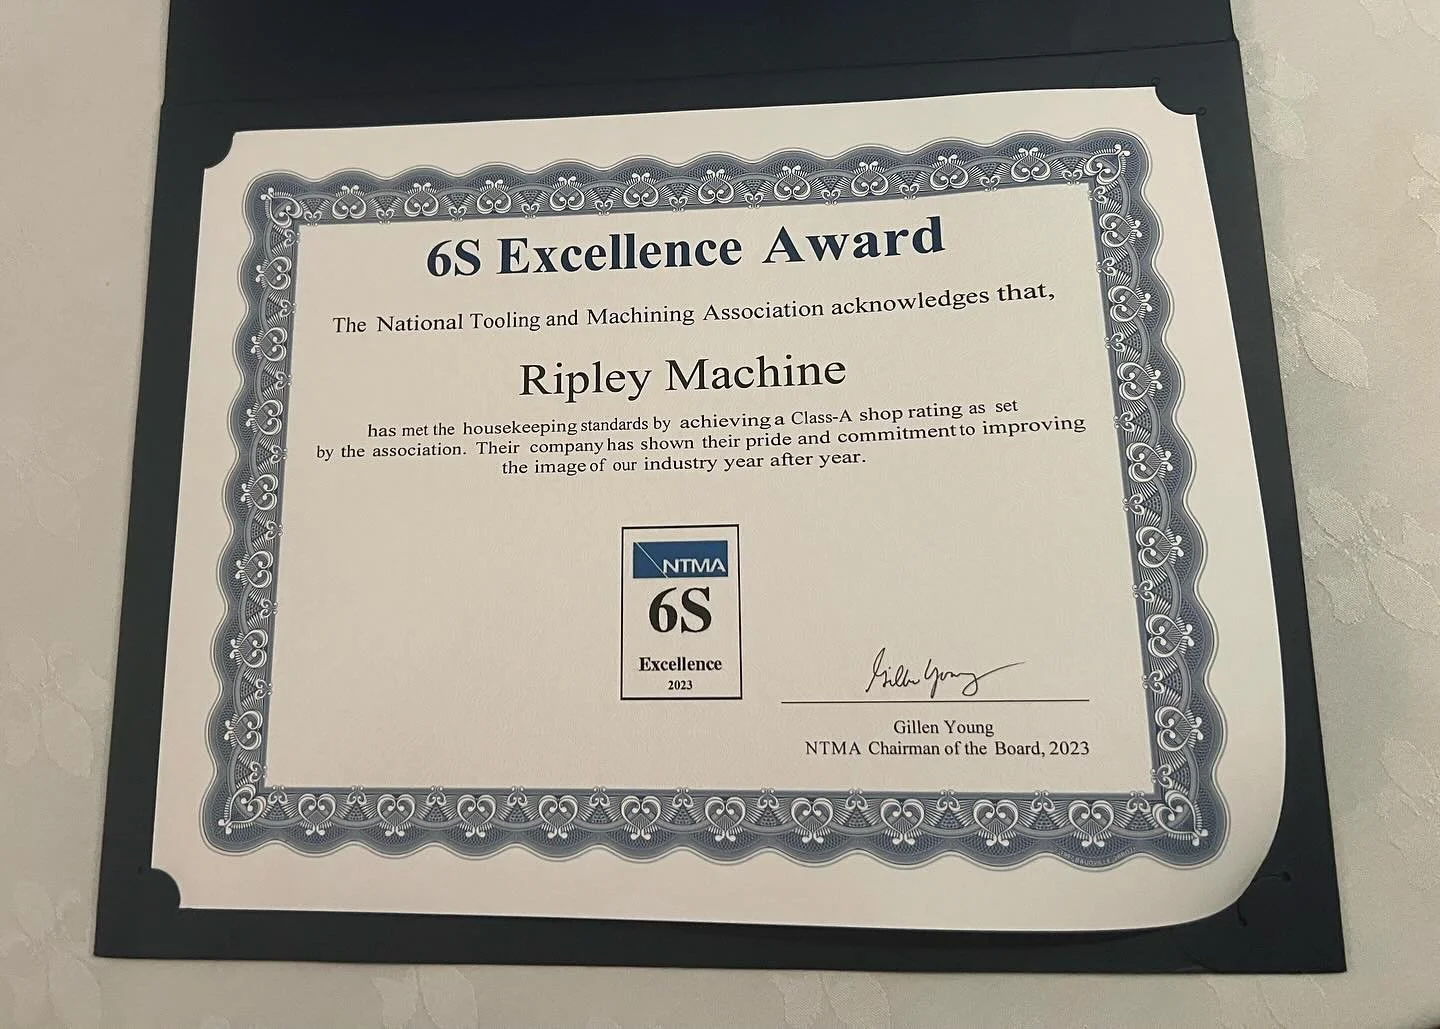 6S Excellence Award
The National Tooling and Machining Association acknowledges that,
Ripley Machine
has met the housekeeping standards by achieving a Class-A shop rating as set
by the association. Their company has shown their pride and commitment to improving
the image of our industry year after year.
NTMA
6S
Excellence
2023
Gillen Young
Gillen Young
NTMA Chairman of the Board, 2023